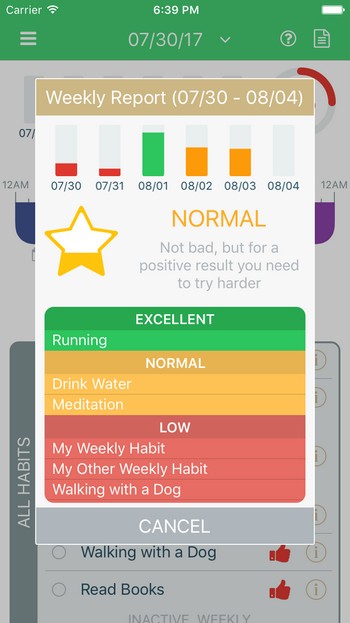 Carrier 6:39 PM
07/30/17
Weekly Report (07/30 - 08/04)
07/
12AM 12AM
07/30 07/31 08/01 08/02 08/03 08/04
NORMAL
Not bad, but for a
positive result you need
to try harder
EXCELLENT
Running
NORMAL
Drink Water
Meditation
LOW
My Weekly Habit
My Other Weekly Habit
Walking with a Dog
ALL HABITS
CANCEL
Walking with a Dog
Read Books
INACTIVE WEEKLY